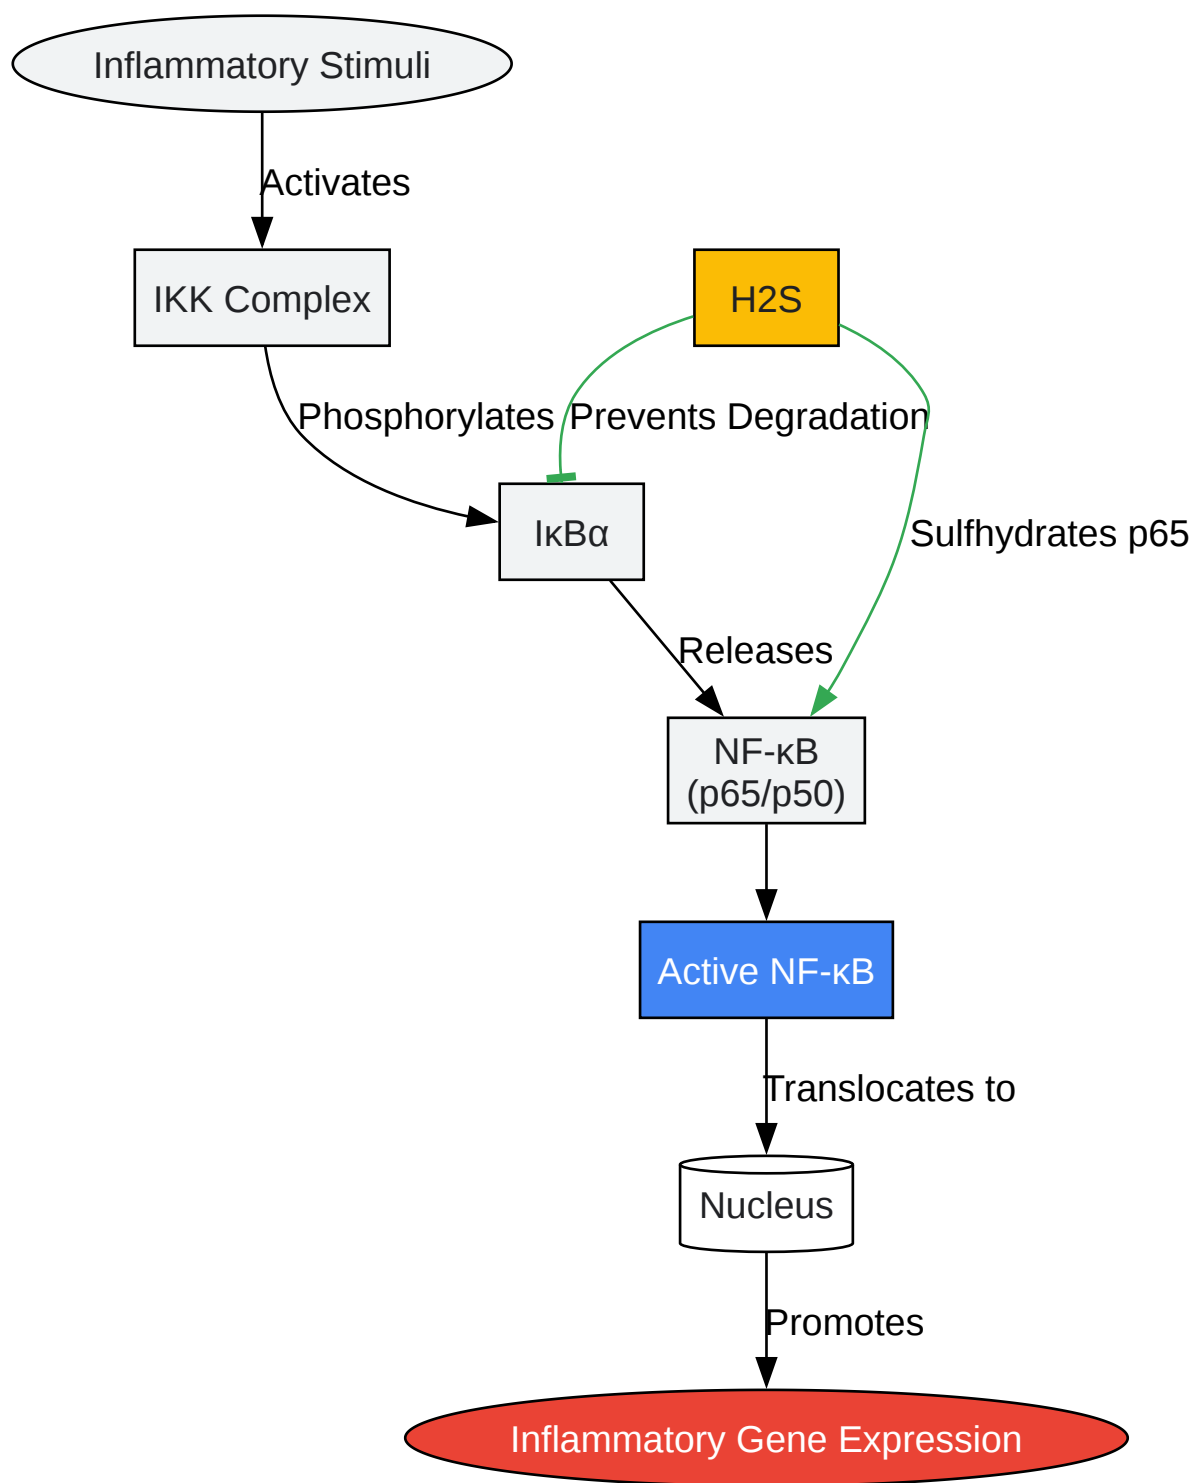 Inflammatory Stimuli
Activates
IKK Complex
H2S
Phosphorylates
Prevents Degradation
IκBα
Sulfhydrates p65
Releases
NF-κB
(p65/p50)
Active NF-κB
Translocates to
Nucleus
Promotes
Inflammatory Gene Expression